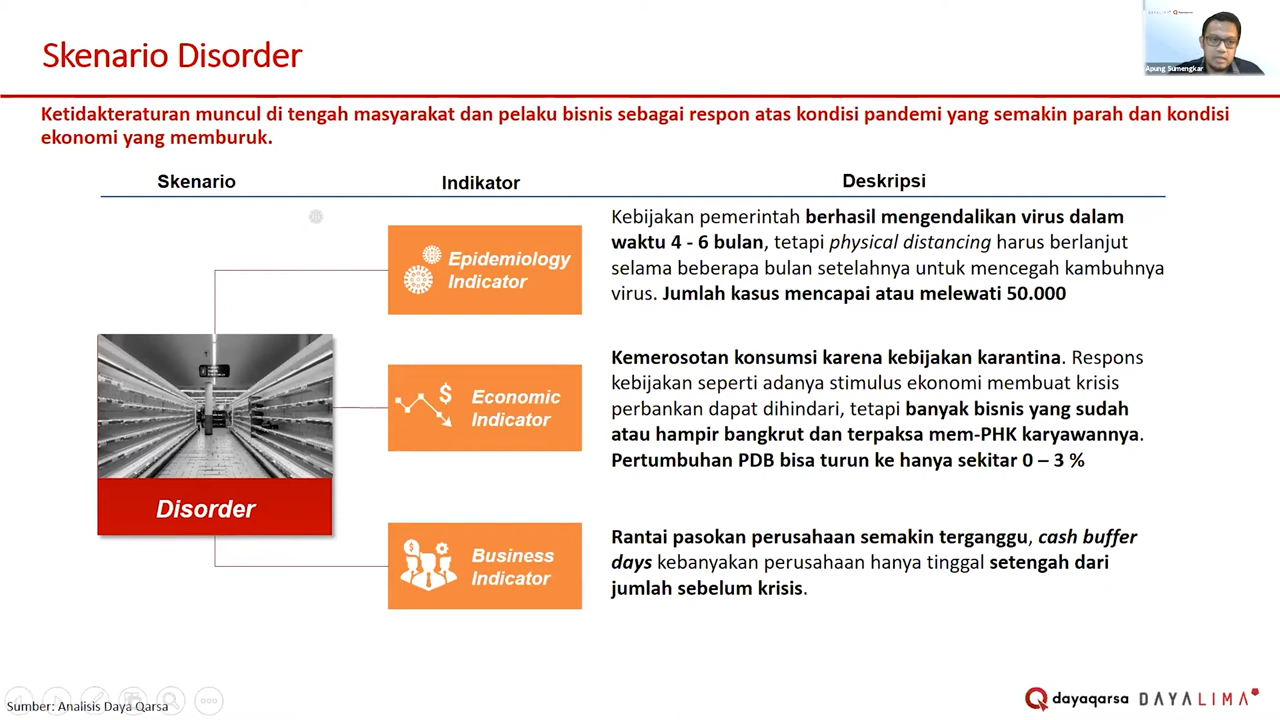 Skenario Disorder
DAYALIMA
Apung Sumengkar
Ketidakteraturan muncul di tengah masyarakat dan pelaku bisnis sebagai respon atas kondisi pandemi yang semakin parah dan kondisi
ekonomi yang memburuk.
Skenario
Indikator
Deskripsi
Epidemiology
Indicator
Kebijakan pemerintah berhasil mengendalikan virus dalam
waktu 4 - 6 bulan, tetapi physical distancing harus berlanjut
selama beberapa bulan setelahnya untuk mencegah kambuhnya
virus. Jumlah kasus mencapai atau melewati 50.000
$
Economic
Indicator
Kemerosotan konsumsi karena kebijakan karantina. Respons
kebijakan seperti adanya stimulus ekonomi membuat krisis
perbankan dapat dihindari, tetapi banyak bisnis yang sudah
atau hampir bangkrut dan terpaksa mem-PHK karyawannya.
Pertumbuhan PDB bisa turun ke hanya sekitar 0 – 3 %
Disorder
$
Business
Indicator
Rantai pasokan perusahaan semakin terganggu, cash buffer
days kebanyakan perusahaan hanya tinggal setengah dari
jumlah sebelum krisis.
Sumber: Analisis Daya Qarsa
dayaqarsa DAYALIMA